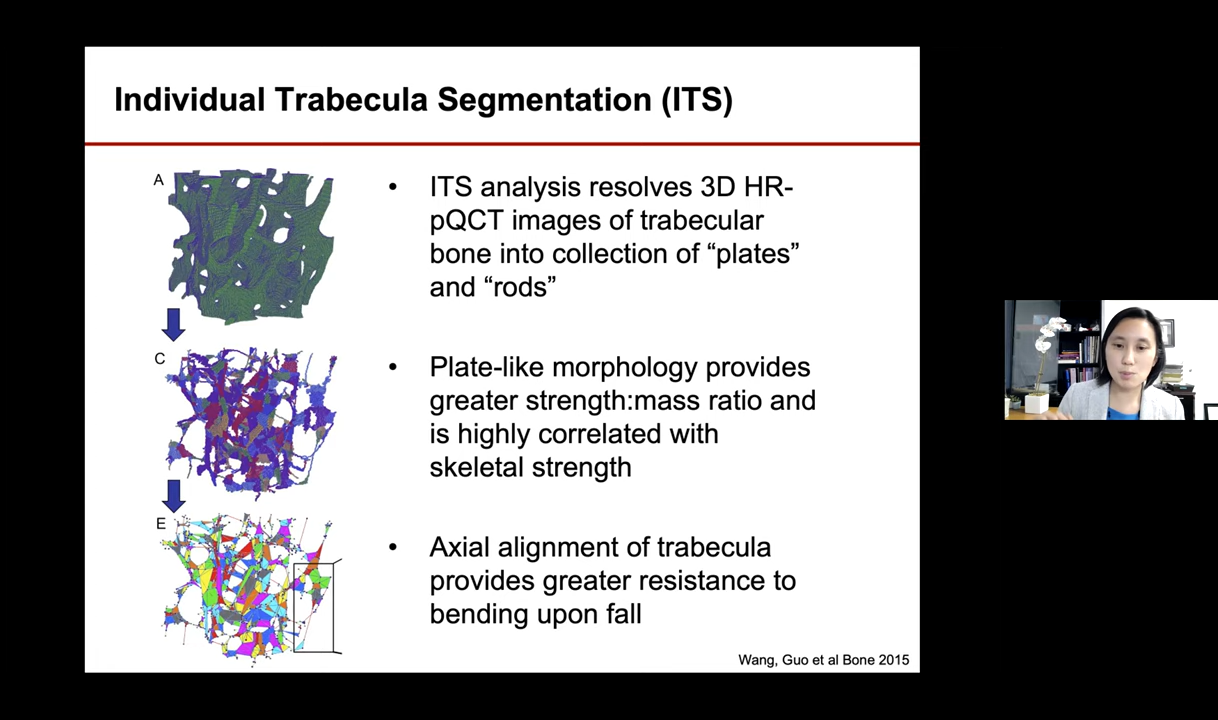 Individual Trabecula Segmentation (ITS)
A
C
E
• ITS analysis resolves 3D HR-
pQCT images of trabecular
bone into collection of “plates”
and “rods”
• Plate-like morphology provides
greater strength:mass ratio and
is highly correlated with
skeletal strength
• Axial alignment of trabecula
provides greater resistance to
bending upon fall
Wang, Guo et al Bone 2015